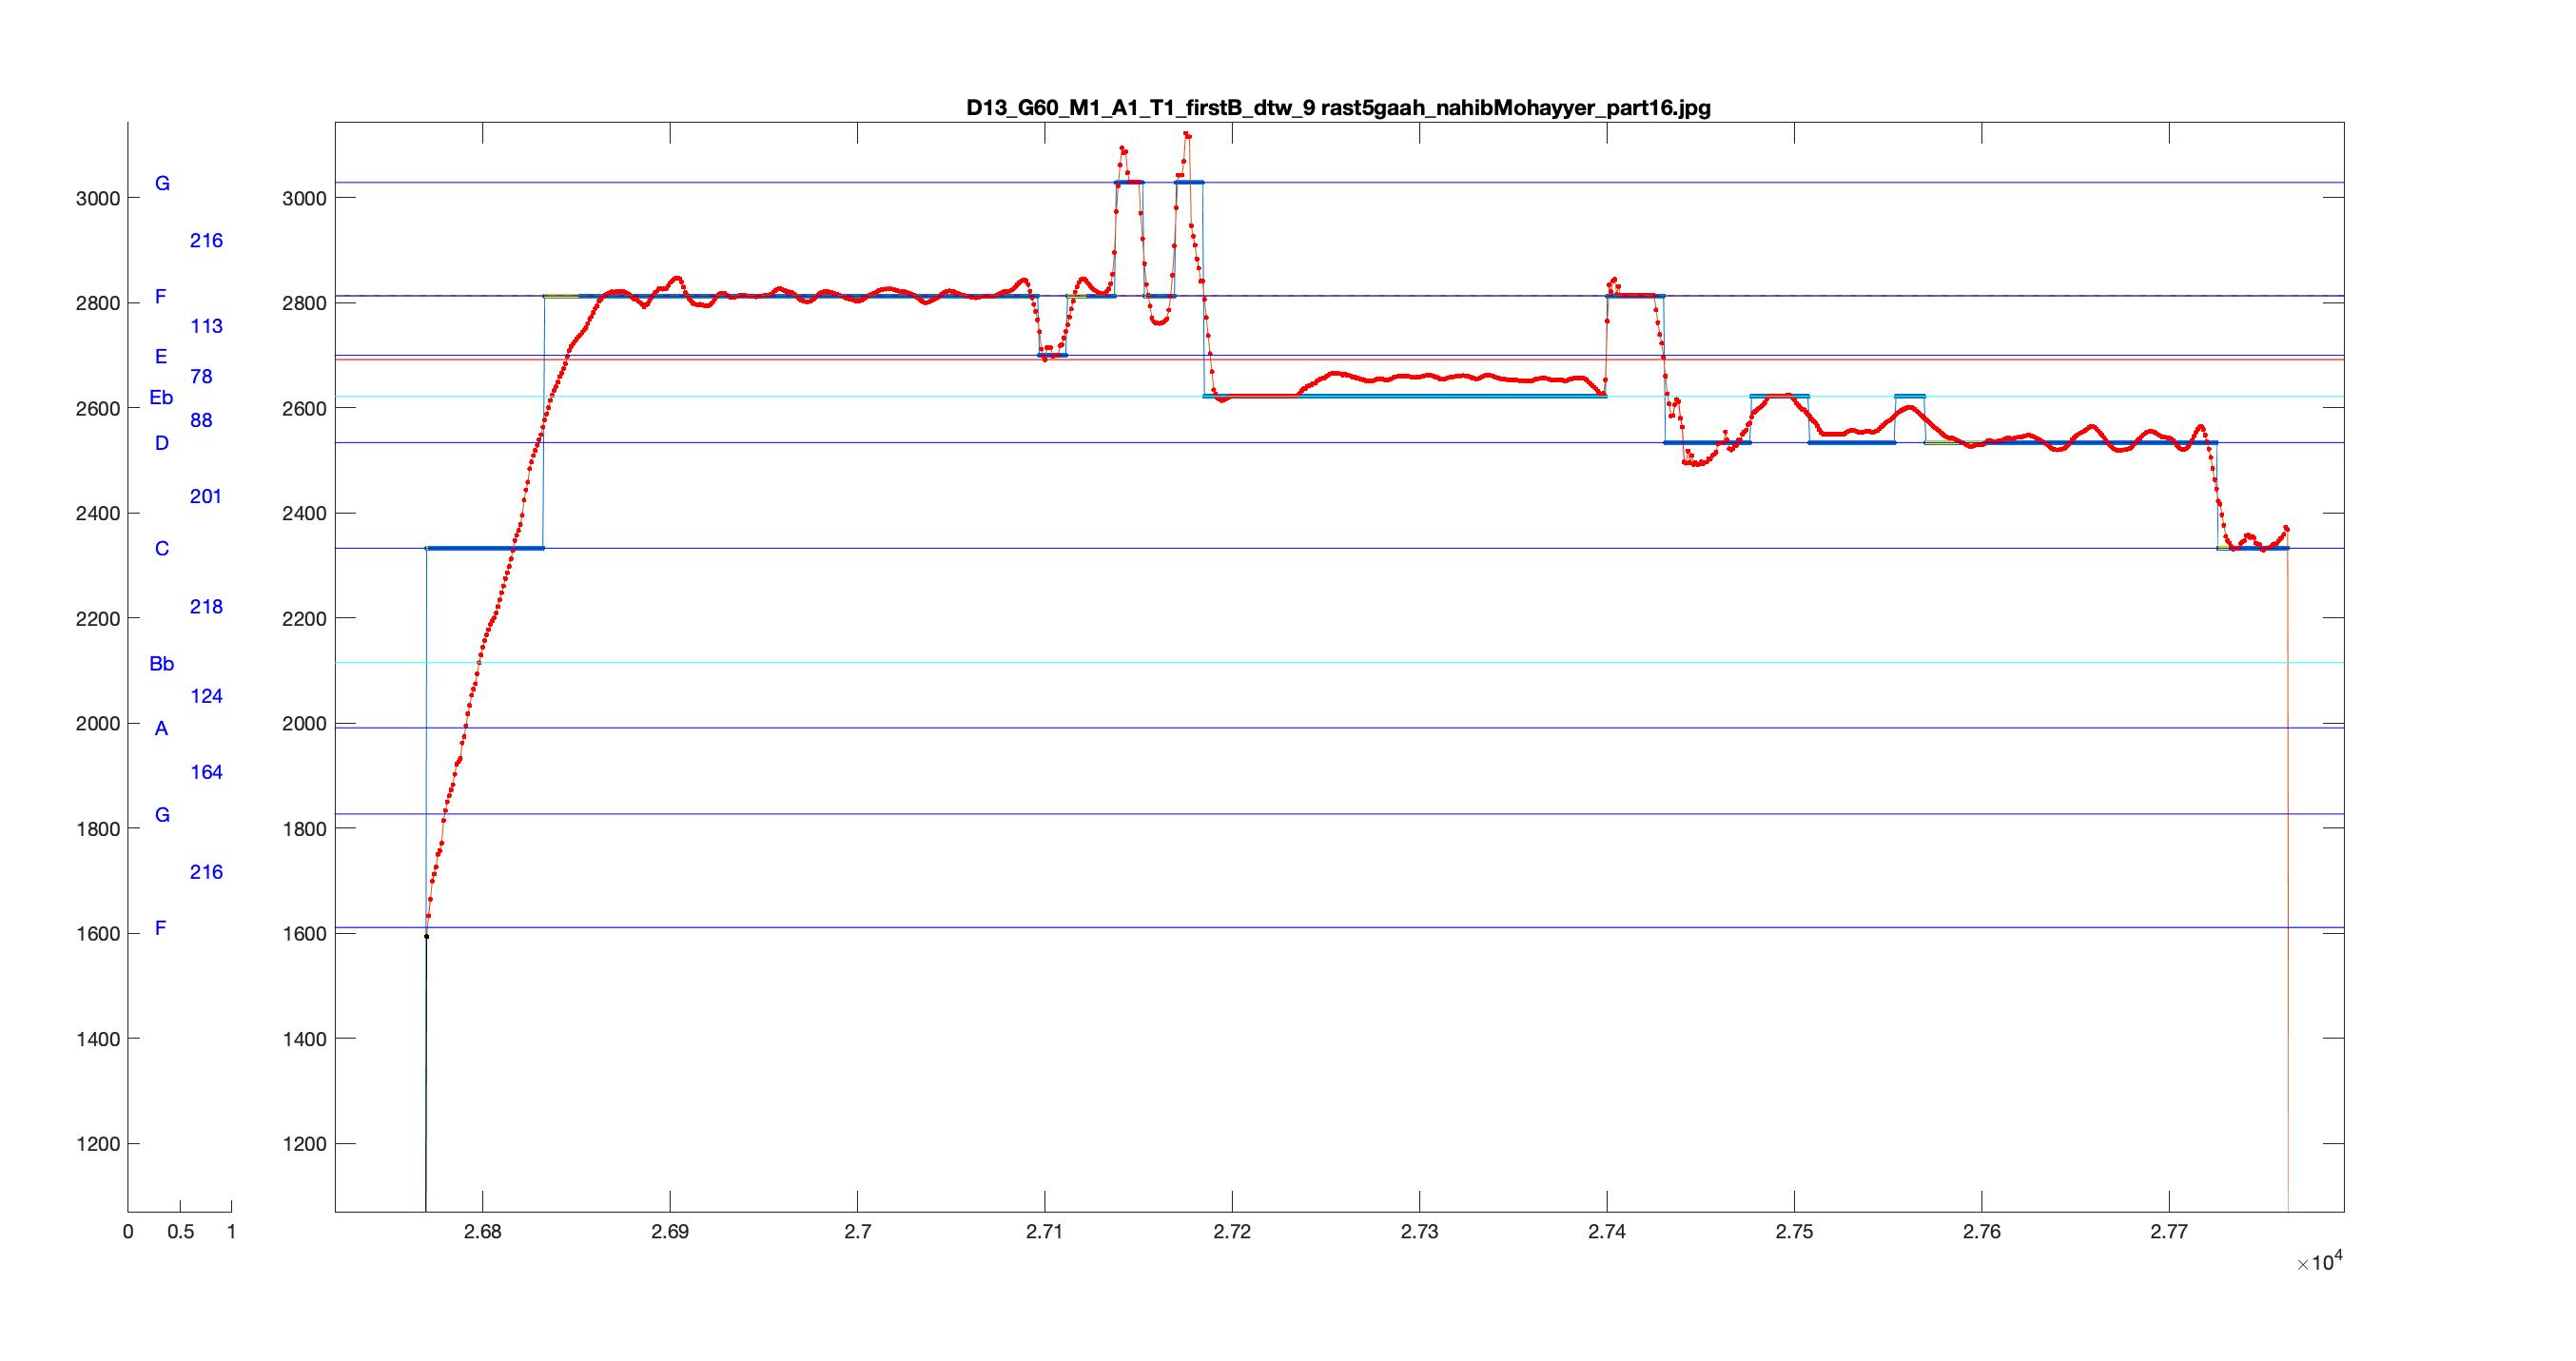 D13_G60_M1_A1_T1_firstB_dtw_9 rast5gaah_nahibMohayyer_part16.jpg
G
3000 3000
216
F
2800 2800
113
E
78
Eb
2600 2600
88
D
201
2400 2400
C
218
2200 2200
Bb
124
2000 2000
A
164
G
1800 1800
216
F
1600 1600
1400 1400
1200 1200
0 0.5 1 2.68 2.69 2.7 2.71 2.72 2.73 2.74 2.75 2.76 2.77
×10⁴